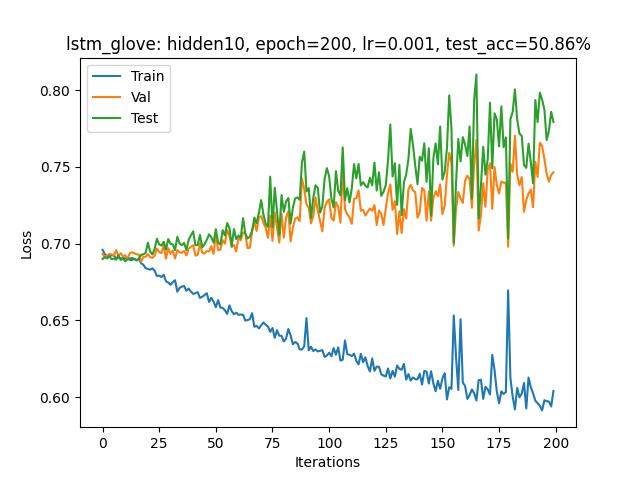 lstm_glove: hidden10, epoch=200, lr=0.001, test_acc=50.86%
Train
Val
Test
0.80
0.75
0.70
0.65
0.60
Loss
0 25 50 75 100 125 150 175 200
Iterations